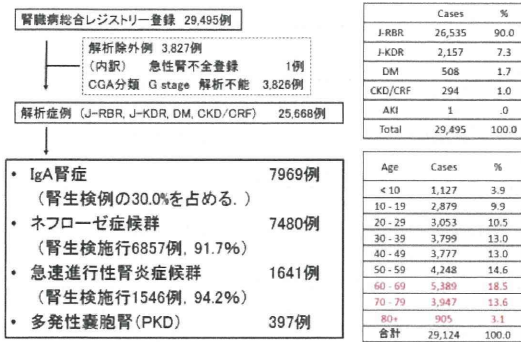 腎臓病総合レジストリー登録 29,495例
解析除外例 3,827例
(内訳) 急性腎不全登録 1例
CGA分類 G stage 解析不能 3,826例
解析症例 (J-RBR, J-KDR, DM, CKD/CRF) 25,668例
• IgA腎症 7969例
(腎生検例の30.0%を占める. )
• ネフローゼ症候群 7480例
(腎生検施行6857例, 91.7%)
• 急速進行性腎炎症候群 1641例
(腎生検施行1546例, 94.2%)
• 多発性嚢胞腎(PKD) 397例
Cases %
J-RBR 26,535 90.0
J-KDR 2,157 7.3
DM 508 1.7
CKD/CRF 294 1.0
AKI 1 .0
Total 29,495 100.0
Age Cases %
< 10 1,127 3.9
10 - 19 2,879 9.9
20 - 29 3,053 10.5
30 - 39 3,799 13.0
40 - 49 3,777 13.0
50 - 59 4,248 14.6
60 - 69 5,389 18.5
70 - 79 3,947 13.6
80+ 905 3.1
合計 29,124 100.0